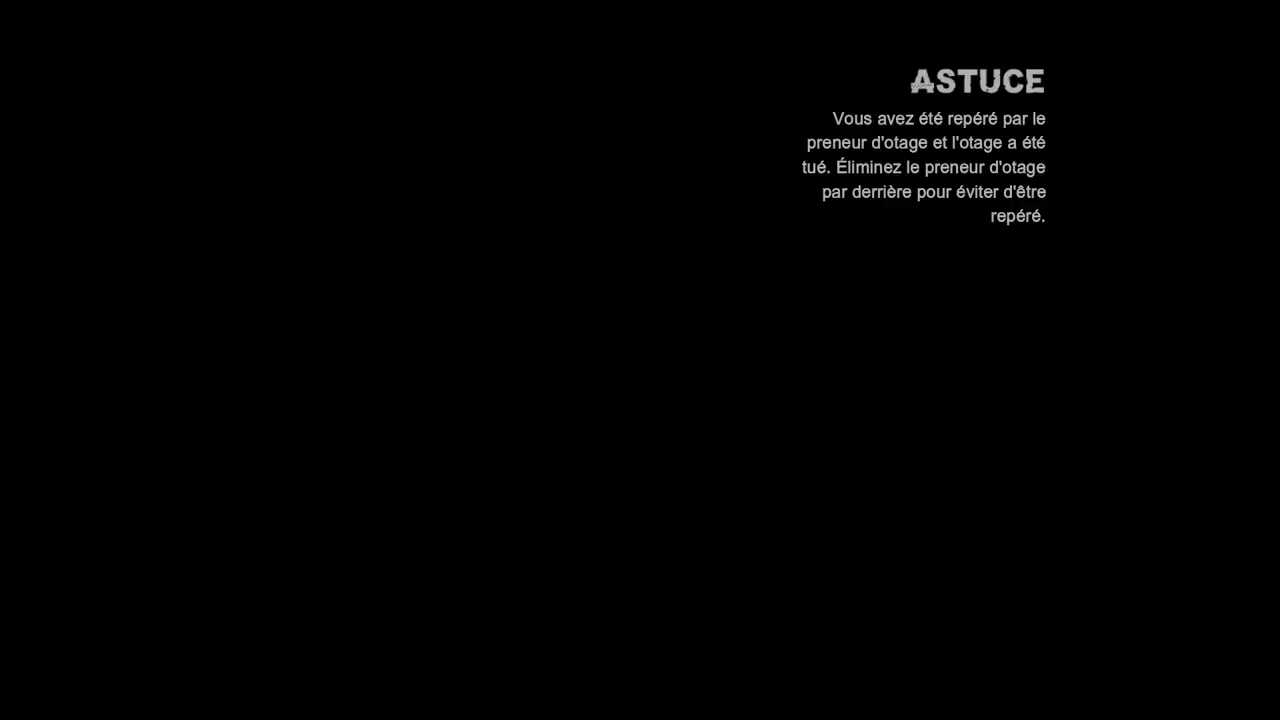 ASTUCE
Vous avez été repéré par le
preneur d'otage et l'otage a été
tué. Éliminez le preneur d'otage
par derrière pour éviter d'être
repéré.